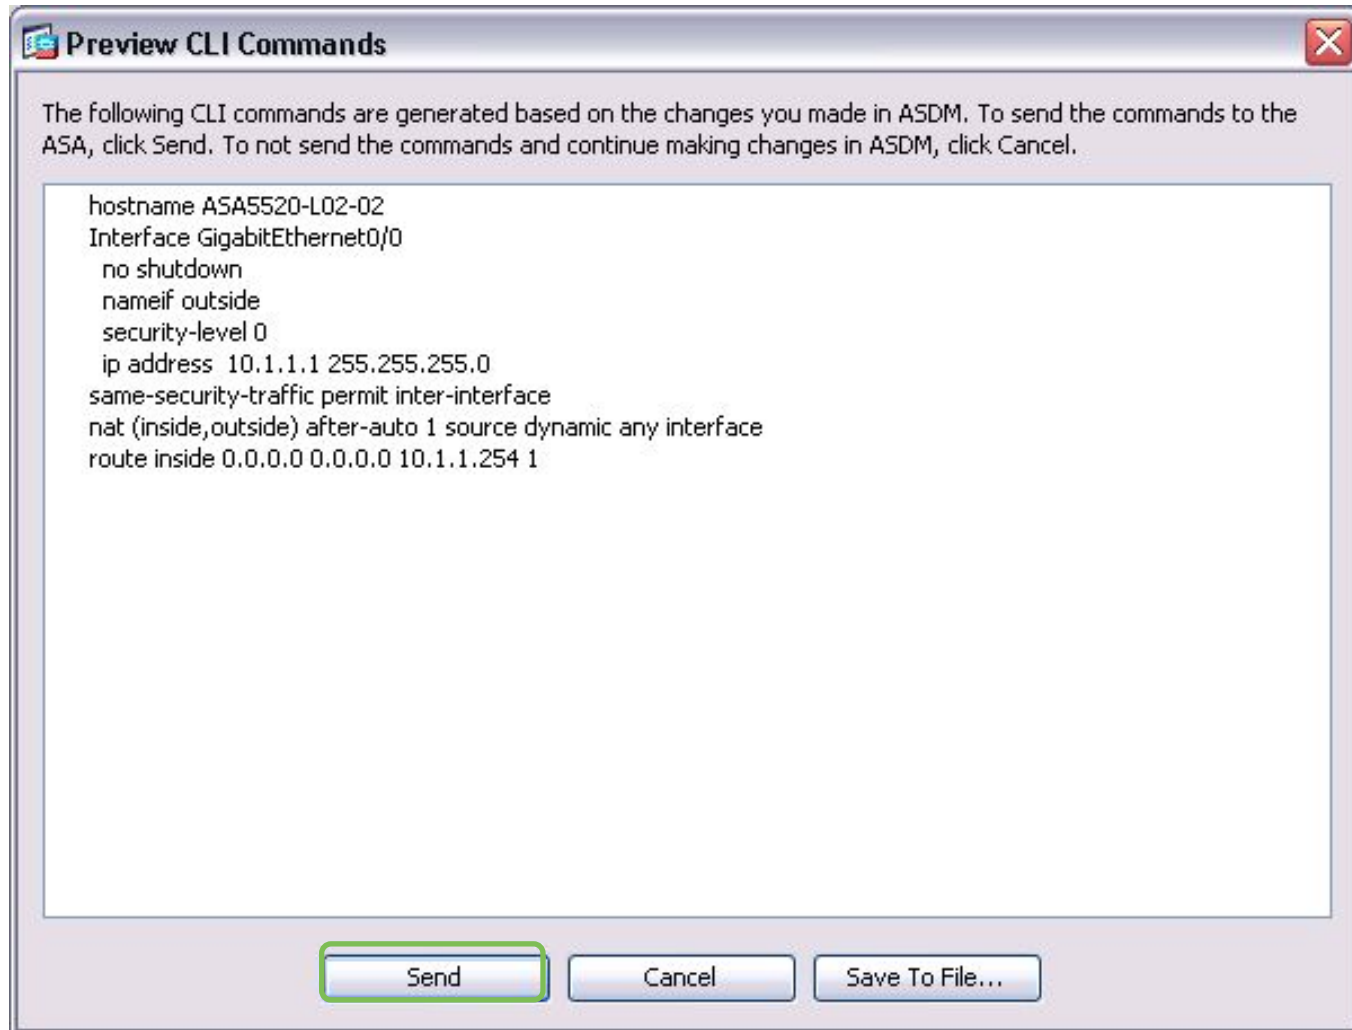 Preview CLI Commands
The following CLI commands are generated based on the changes you made in ASDM. To send the commands to the
ASA, click Send. To not send the commands and continue making changes in ASDM, click Cancel.
hostname ASA5520-L02-02
Interface GigabitEthernet0/0
no shutdown
nameif outside
security-level 0
ip address  10.1.1.1 255.255.255.0
same-security-traffic permit inter-interface
nat (inside,outside) after-auto 1 source dynamic any interface
route inside 0.0.0.0 0.0.0.0 10.1.1.254 1
Send Cancel Save To File...